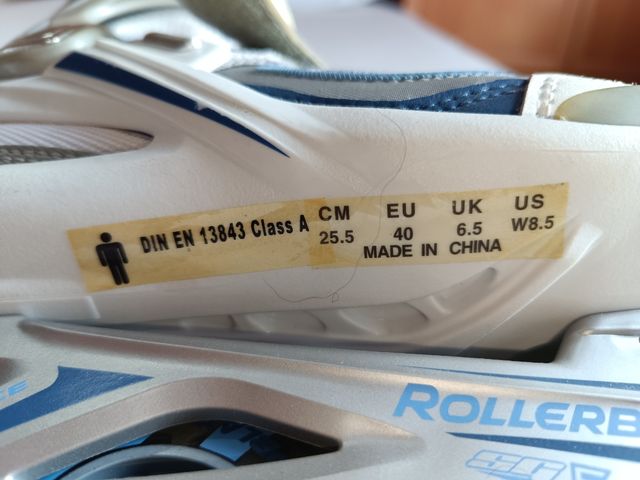 DIN EN 13843 Class A
CM EU UK US
25.5 40 6.5 W8.5
MADE IN CHINA
ROLLERB